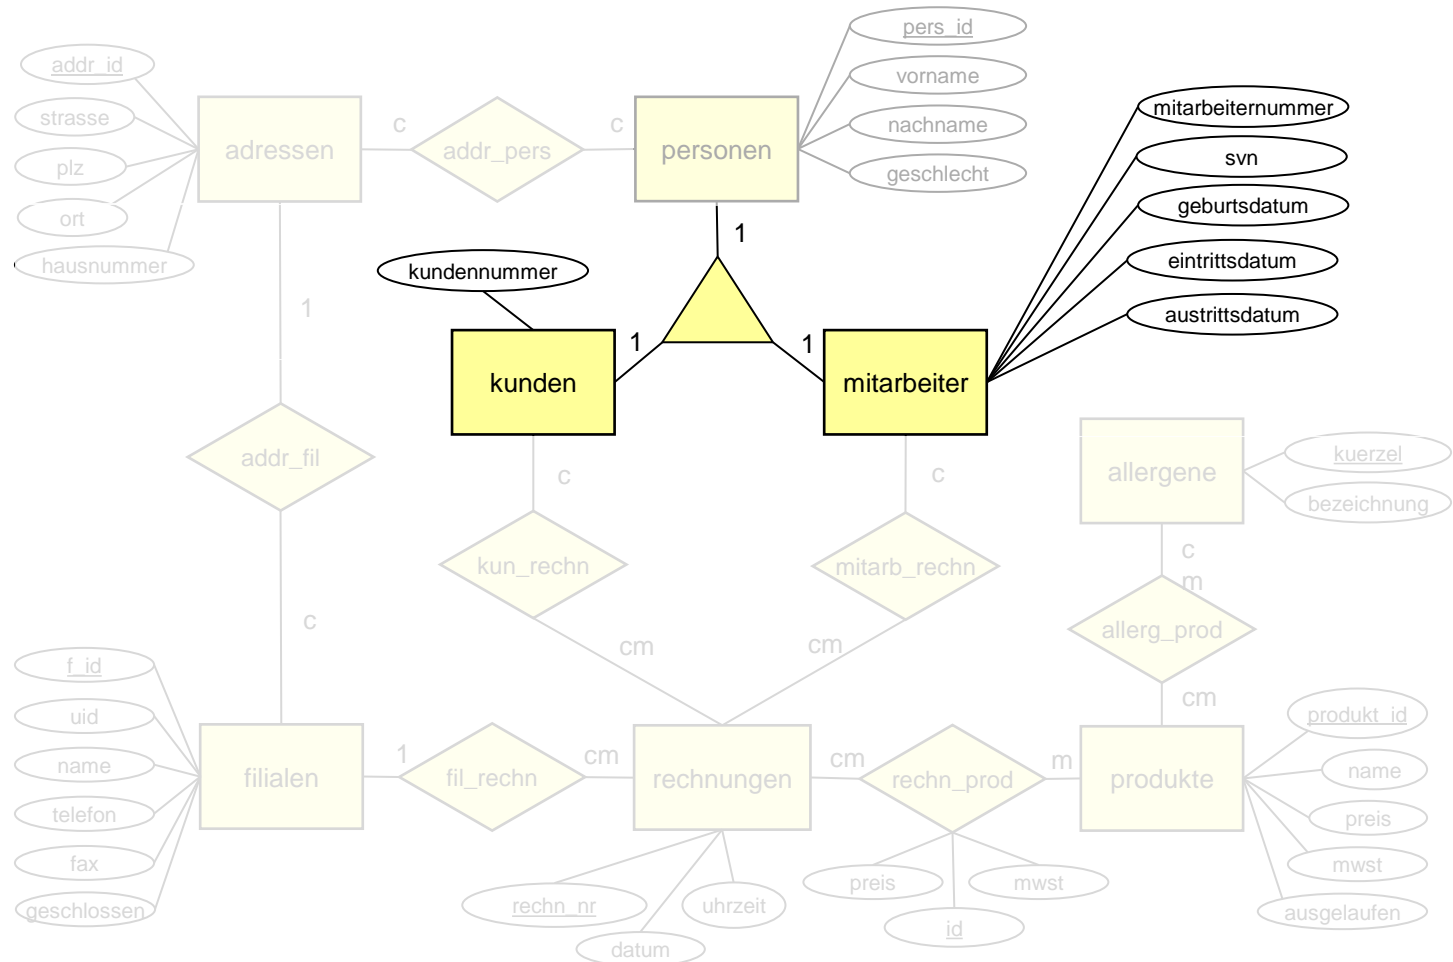 pers_id
addr_id
vorname
mitarbeiternummer
strasse
c
c
nachname
adressen
addr_pers
personen
svn
plz
geschlecht
geburtsdatum
ort
1
hausnummer
kundennummer
eintrittsdatum
1
austrittsdatum
1
1
kunden
mitarbeiter
addr_fil
kuerzel
c
c
allergene
bezeichnung
kun_rechn
mitarb_rechn
c
m
c
allerg_prod
cm
cm
f_id
cm
produkt_id
uid
1
cm
cm
m
name
name
filialen
fil_rechn
rechnungen
rechn_prod
produkte
telefon
preis
fax
mwst
preis
mwst
geschlossen
rechn_nr
uhrzeit
ausgelaufen
id
datum